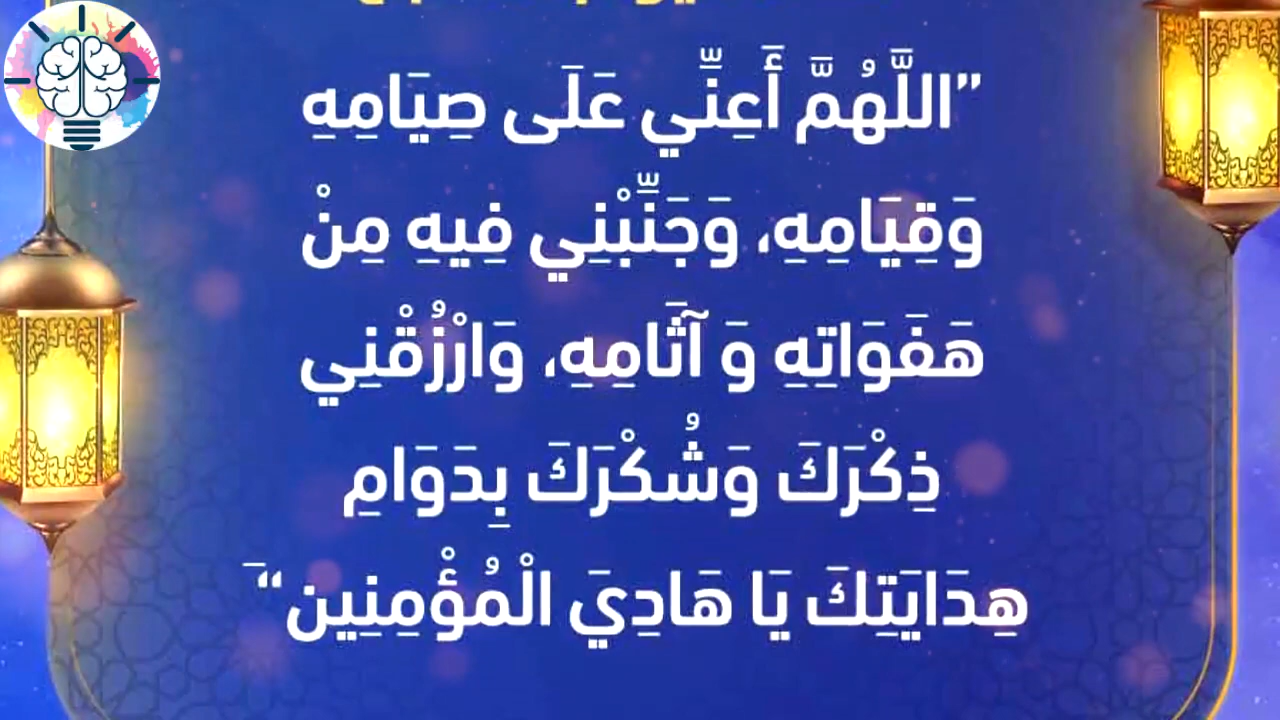 ”اللَّهُمَّ أَعِنِّي عَلَى صِيَامِهِ
وَقِيَامِهِ، وَجَنِّبْنِي فِيهِ مِنْ
هَفَوَاتِهِ وَ آثَامِهِ، وَارْزُقْنِي
ذِكْرَكَ وَشُكْرَكَ بِدَوَامِ
هِدَايَتِكَ يَا هَادِيَ الْمُؤْمِنِين“َ